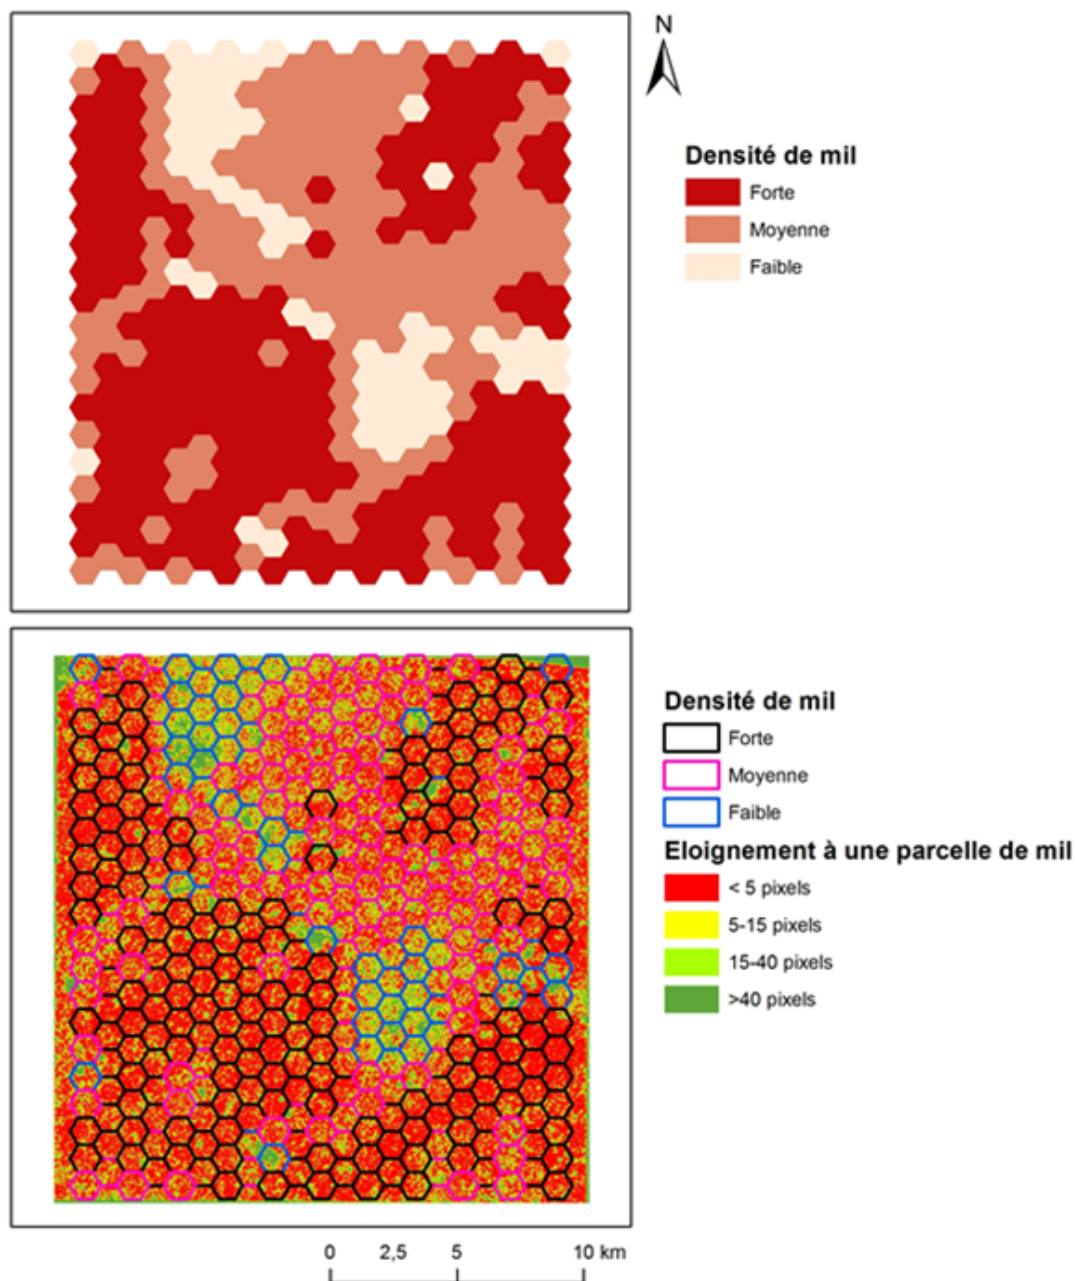 N
Densité de mil
Forte
Moyenne
Faible
Densité de mil
Forte
Moyenne
Faible
Eloignement à une parcelle de mil
< 5 pixels
5-15 pixels
15-40 pixels
>40 pixels
0 2,5 5 10 km